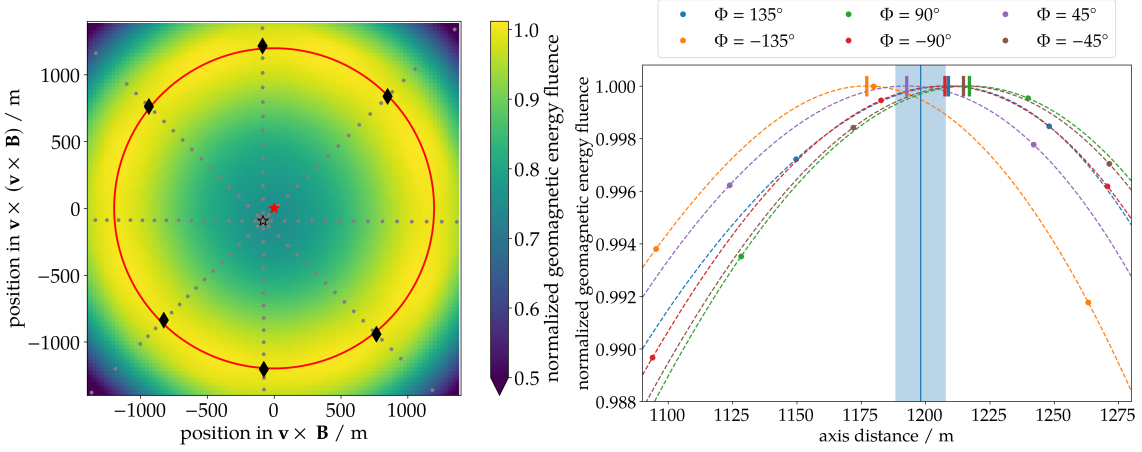 1000
500
0
−500
−1000
−1000
−500
0
500
1000
position in v × B / m
position in v × (v × B) / m
1.0
0.9
0.8
0.7
0.6
0.5
normalized geomagnetic energy fluence
Φ = 135°
Φ = 90°
Φ = 45°
Φ = −135°
Φ = −90°
Φ = −45°
1.000
0.998
0.996
0.994
0.992
0.990
0.988
1100
1125
1150
1175
1200
1225
1250
1275
axis distance / m
normalized geomagnetic energy fluence